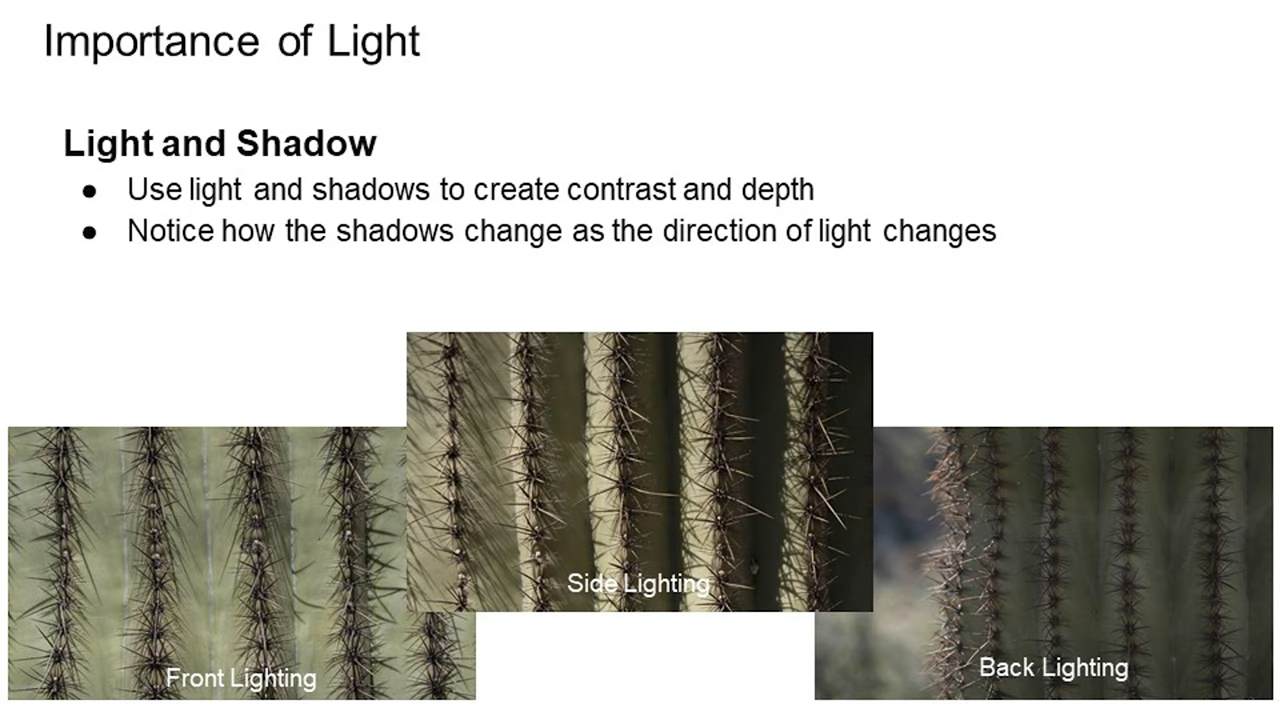 Importance of Light
Light and Shadow
● Use light and shadows to create contrast and depth
● Notice how the shadows change as the direction of light changes
Side Lighting
Front Lighting
Back Lighting